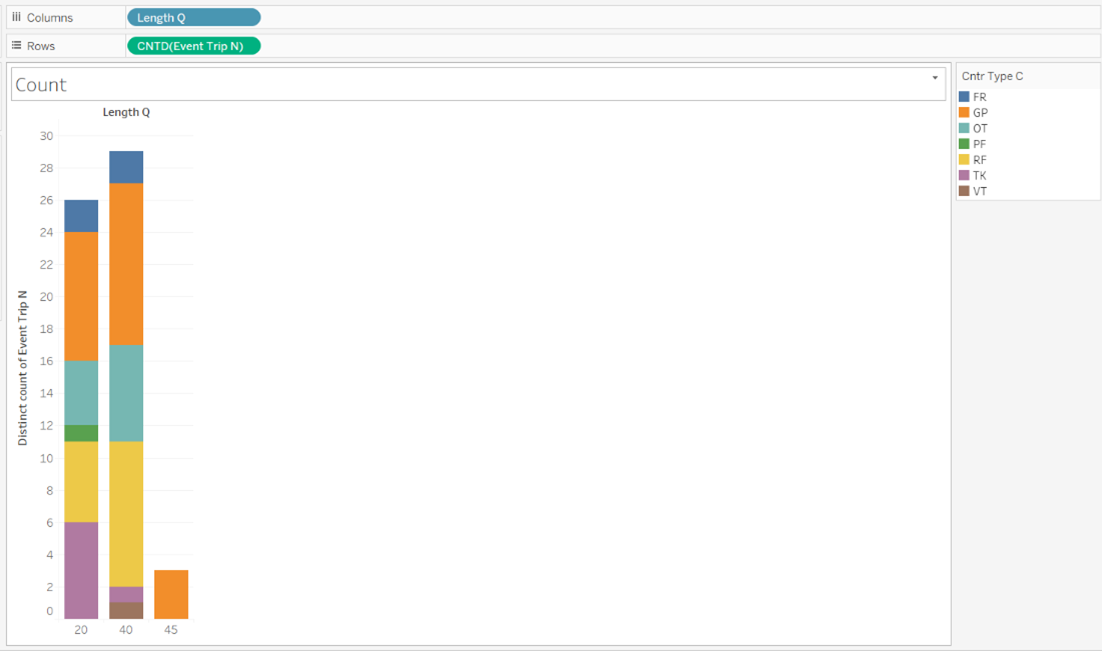 Columns
Length Q
Rows
CNTD(Event Trip N)
Count
Cntr Type C
FR
GP
OT
PF
RF
TK
VT
Length Q
Distinct count of Event Trip N
30
28
26
24
22
20
18
16
14
12
10
8
6
4
2
0
20 40 45